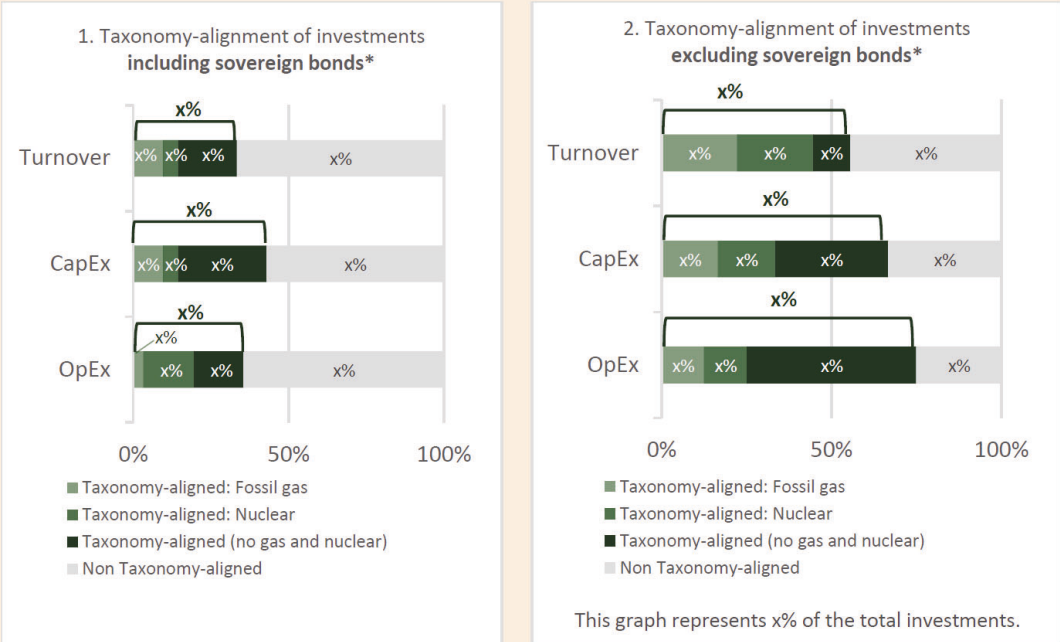 1. Taxonomy-alignment of investments
including sovereign bonds*
x%
Turnover
x%
x%
x%
x%
x%
CapEx
x%
x%
x%
x%
x%
x%
OpEx
x%
x%
x%
0%
50%
100%
Taxonomy-aligned: Fossil gas
Taxonomy-aligned: Nuclear
Taxonomy-aligned (no gas and nuclear)
Non Taxonomy-aligned
2. Taxonomy-alignment of investments
excluding sovereign bonds*
x%
Turnover
x%
x%
x%
x%
x%
CapEx
x%
x%
x%
x%
x%
OpEx
x%
x%
x%
x%
0%
50%
100%
Taxonomy-aligned: Fossil gas
Taxonomy-aligned: Nuclear
Taxonomy-aligned (no gas and nuclear)
Non Taxonomy-aligned
This graph represents x% of the total investments.